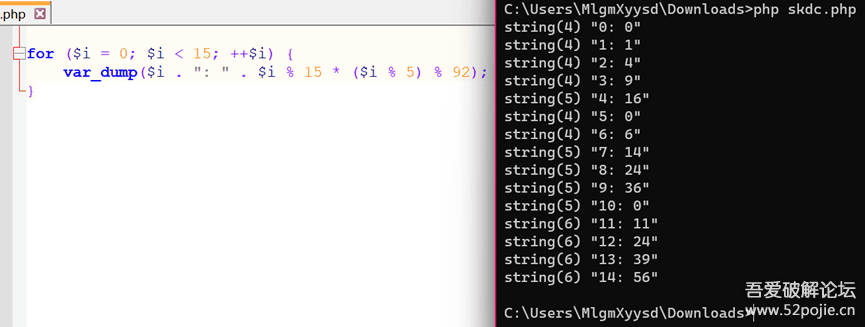 .php
for ($i = 0; $i < 15; ++$i) {
var_dump($i . ": " . $i % 15 * ($i % 5) % 92);
}
C:\Users\MlgmXyysd\Downloads>php skdc.php
string(4) "0: 0"
string(4) "1: 1"
string(4) "2: 4"
string(4) "3: 9"
string(5) "4: 16"
string(4) "5: 0"
string(4) "6: 6"
string(5) "7: 14"
string(5) "8: 24"
string(5) "9: 36"
string(5) "10: 0"
string(6) "11: 11"
string(6) "12: 24"
string(6) "13: 39"
string(6) "14: 56"
C:\Users\MlgmXyysd\Downloads>
吾爱破解论坛
www.52pojie.cn